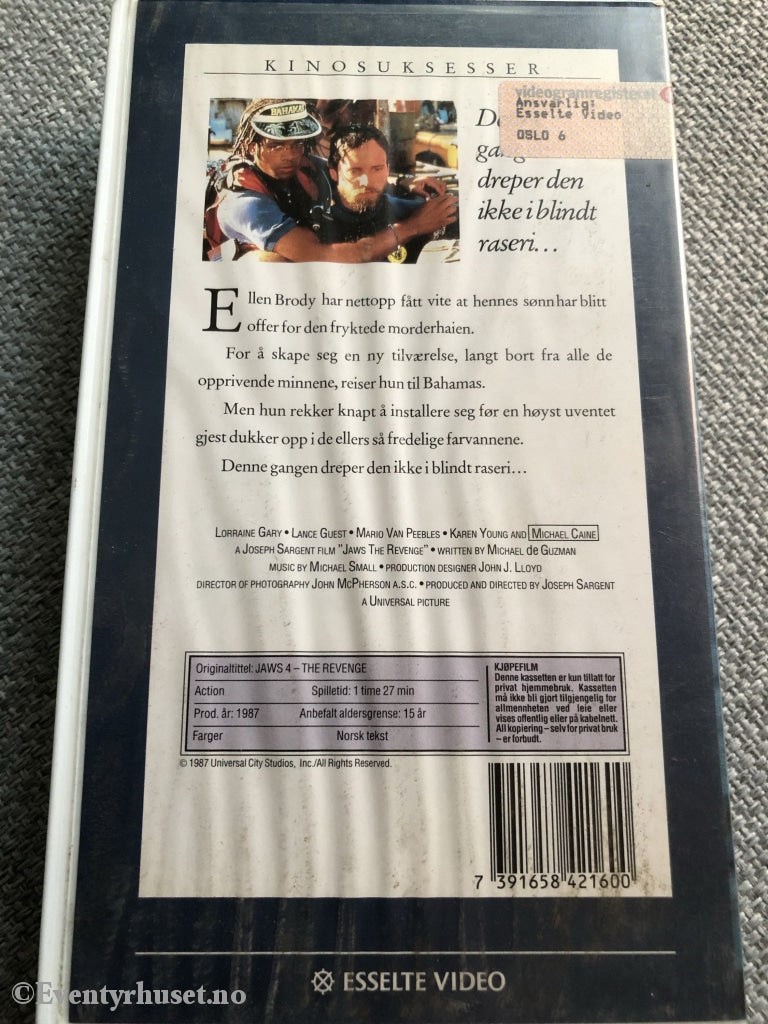 KINOSUKSESSER
BAHAMA
videogramregisteret
Ansvarlig:
Esselte Video
OSLO 6
dreper den
ikke i blindt
raseri...
Ellen Brody har nettopp fått vite at hennes sønn har blitt
offer for den fryktede morderhaien.
For å skape seg en ny tilværelse, langt bort fra alle de
opprivende minnene, reiser hun til Bahamas.
Men hun rekker knapt å installere seg før en høyst uventet
gjest dukker opp i de ellers så fredelige farvannene.
Denne gangen dreper den ikke i blindt raseri...
LORRAINE GARY • LANCE GUEST • MARIO VAN PEEBLES • KAREN YOUNG AND MICHAEL CAINE
A JOSEPH SARGENT FILM "JAWS THE REVENGE" • WRITTEN BY MICHAEL DE GUZMAN
MUSIC BY MICHAEL SMALL • PRODUCTION DESIGNER JOHN J. LLOYD
DIRECTOR OF PHOTOGRAPHY JOHN MCPHERSON A.S.C. • PRODUCED AND DIRECTED BY JOSEPH SARGENT
A UNIVERSAL PICTURE
Originaltittel: JAWS 4 – THE REVENGE
Action Spilletid: 1 time 27 min
Prod. år: 1987 Anbefalt aldersgrense: 15 år
Farger Norsk tekst
KJØPEFILM
Denne kassetten er kun tillatt for
privat hjemmebruk. Kassetten
må ikke bli gjort tilgjengelig for
allmennheten ved leie eller
vises offentlig eller på kabelnett.
All kopiering – selv for privat bruk
– er forbudt.
© 1987 Universal City Studios, Inc./All Rights Reserved.
7 391658 421600
ESSELTE VIDEO
©Eventyrhuset.no